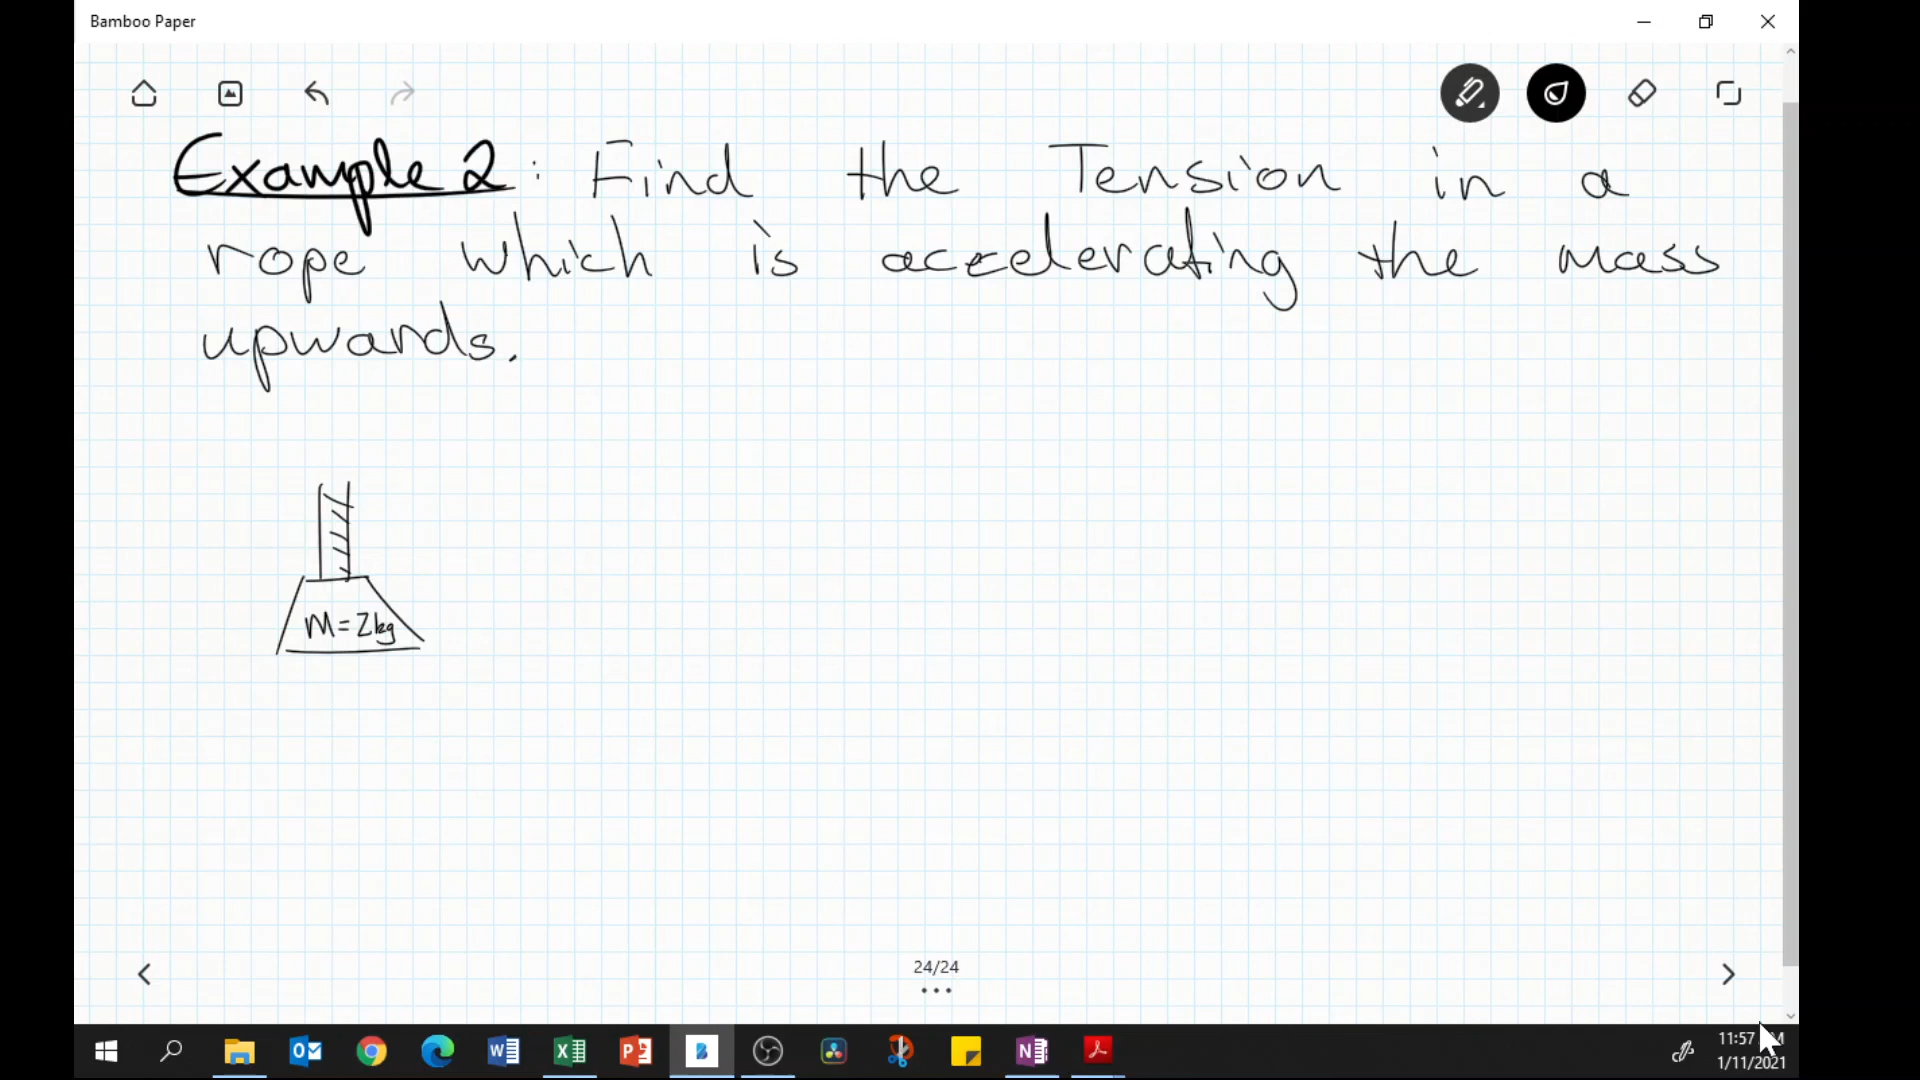 Bamboo Paper
Example 2: Find the Tension in a
rope which is accelerating the mass
upwards.
M = 2kg
24/24
11:57
1/11/2021